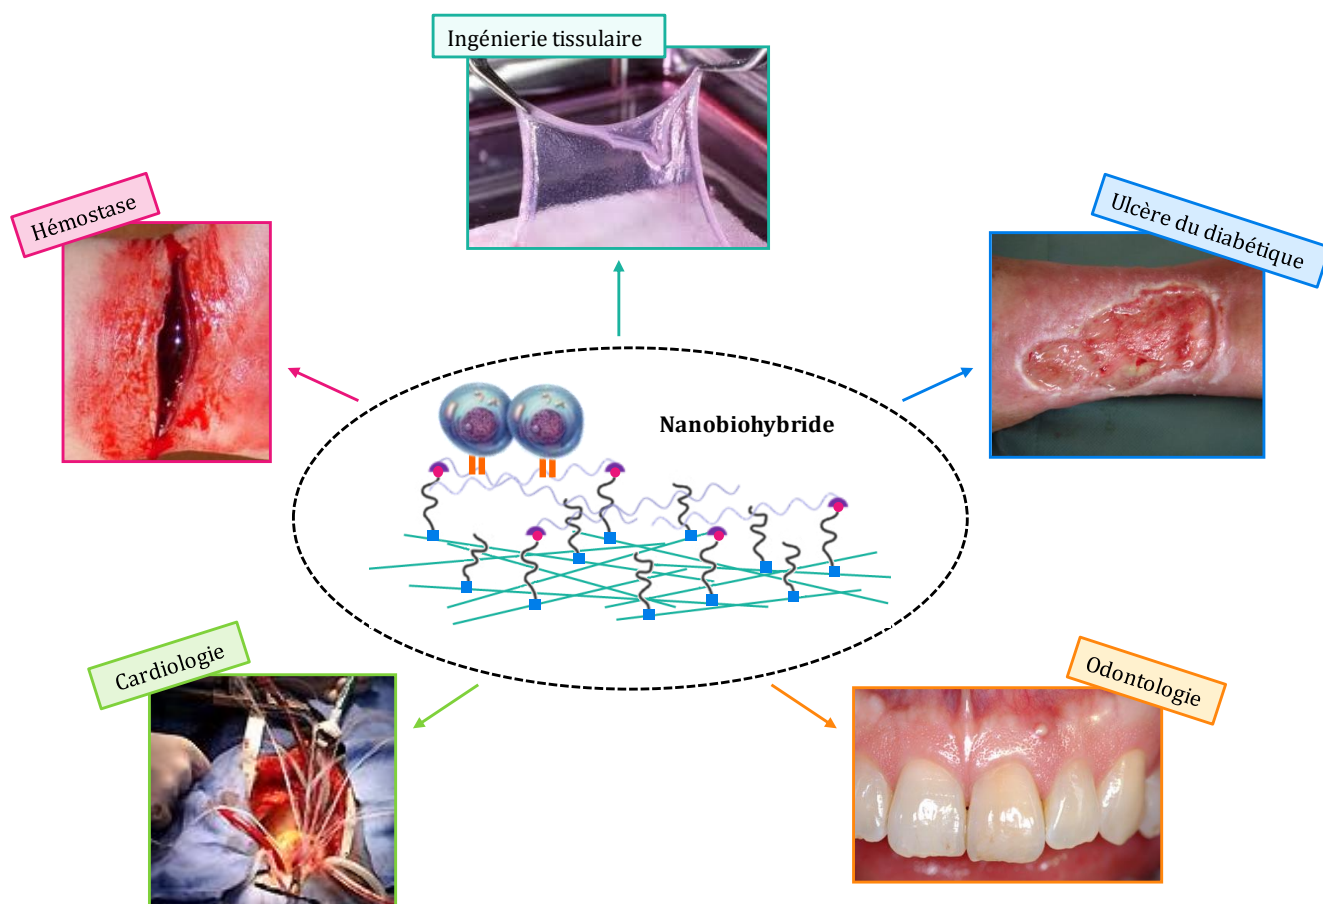 Ingénierie tissulaire
Hémostase
Ulcère du diabétique
Nanobiohybride
Cardiologie
Odontologie